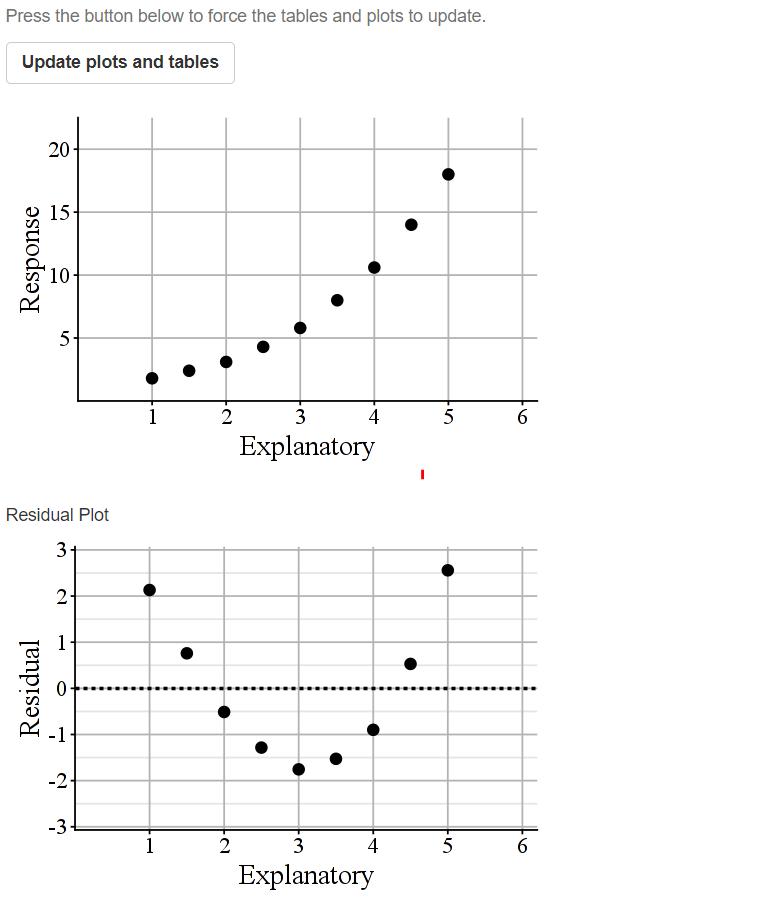 Press the button below to force the tables and plots to update.
Update plots and tables
20
15
10
5
Response
1 2 3 4 5 6
Explanatory
Residual Plot
3
2
1
0
-1
-2
-3
Residual
1 2 3 4 5 6
Explanatory